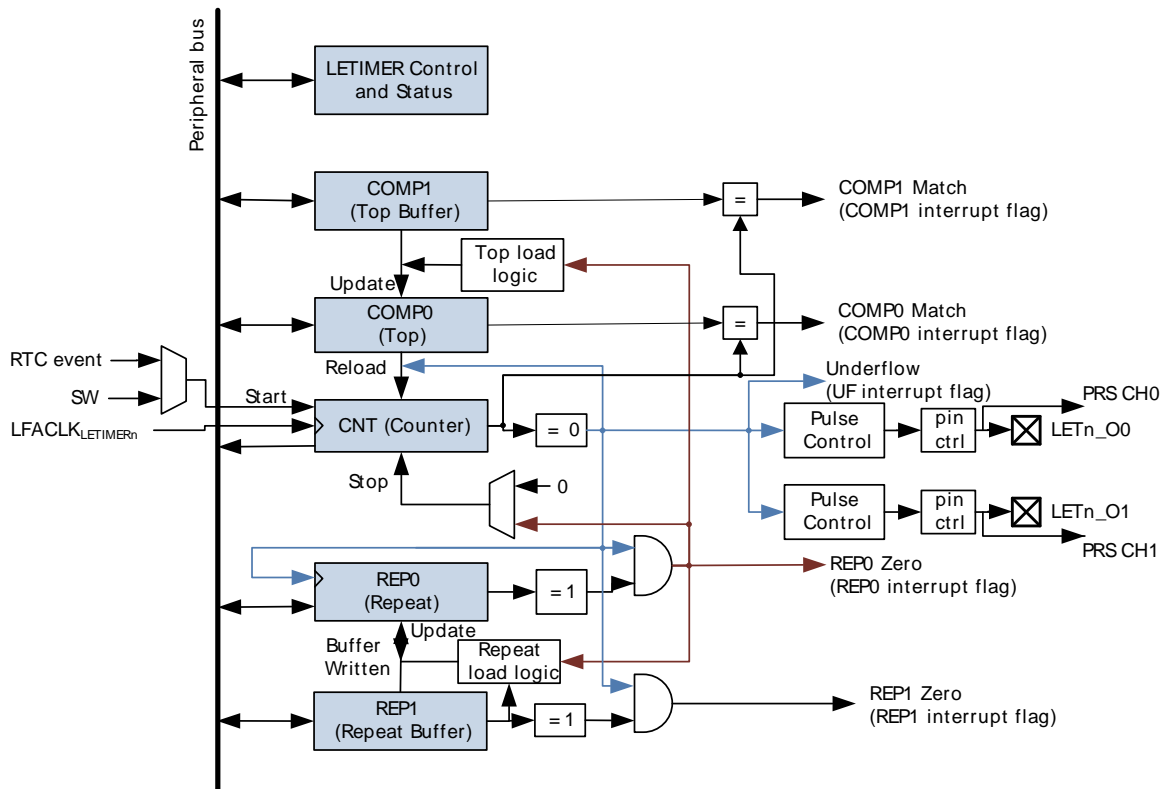 Peripheral bus
LETIMER Control
and Status
COMP1
(Top Buffer)
=
COMP1 Match
(COMP1 interrupt flag)
Top load
logic
Update
COMP0
(Top)
=
COMP0 Match
(COMP0 interrupt flag)
RTC event
SW
LFACLKLETIMERn
Reload
Start
CNT (Counter)
= 0
Underflow
(UF interrupt flag)
Pulse
Control
pin
ctrl
PRS CH0
LETn_O0
Stop
0
Pulse
Control
pin
ctrl
LETn_O1
PRS CH1
REP0
(Repeat)
= 1
REP0 Zero
(REP0 interrupt flag)
Update
Buffer
Written
Repeat
load logic
REP1
(Repeat Buffer)
= 1
REP1 Zero
(REP1 interrupt flag)